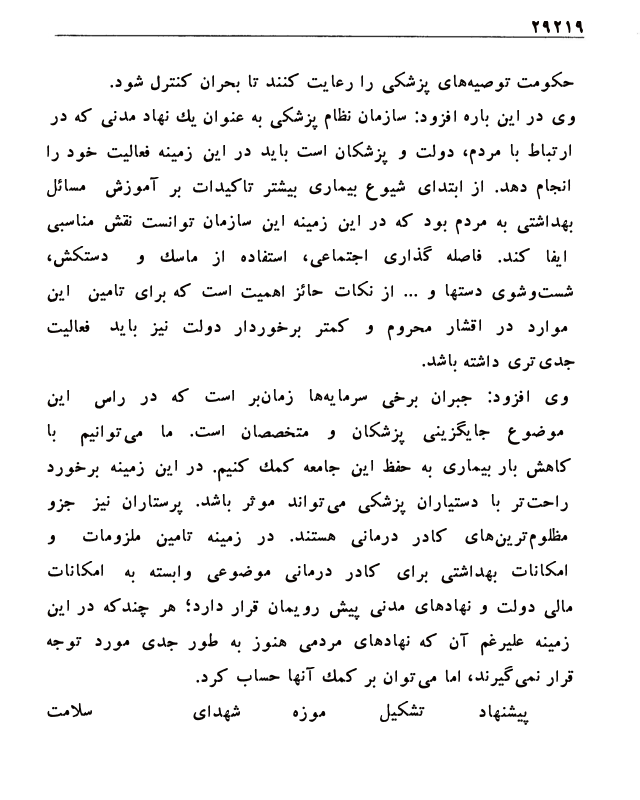 ۲۹۲۱۹
حکومت توصیه‌های پزشکی را رعایت کنند تا بحران کنترل شود.
وی در این باره افزود: سازمان نظام پزشکی به عنوان یك نهاد مدنی که در
ارتباط با مردم، دولت و پزشکان است باید در این زمینه فعالیت خود را
انجام دهد. از ابتدای شیوع بیماری بیشتر تاکیدات بر آموزش مسائل
بهداشتی به مردم بود که در این زمینه این سازمان توانست نقش مناسبی
ایفا کند. فاصله گذاری اجتماعی، استفاده از ماسك و دستکش،
شست‌وشوی دستها و ... از نکات حائز اهمیت است که برای تامین این
موارد در اقشار محروم و کمتر برخوردار دولت نیز باید فعالیت
جدی‌تری داشته باشد.
وی افزود: جبران برخی سرمایه‌ها زمان‌بر است که در راس این
موضوع جایگزینی پزشکان و متخصصان است. ما می‌توانیم با
کاهش بار بیماری به حفظ این جامعه کمك کنیم. در این زمینه برخورد
راحت‌تر با دستیاران پزشکی می‌تواند موثر باشد. پرستاران نیز جزو
مظلوم‌ترین‌های کادر درمانی هستند. در زمینه تامین ملزومات و
امکانات بهداشتی برای کادر درمانی موضوعی وابسته به امکانات
مالی دولت و نهادهای مدنی پیش رویمان قرار دارد؛ هر چندکه در این
زمینه علیرغم آن که نهادهای مردمی هنوز به طور جدی مورد توجه
قرار نمی‌گیرند، اما می‌توان بر کمك آنها حساب کرد.
پیشنهاد تشکیل موزه شهدای سلامت